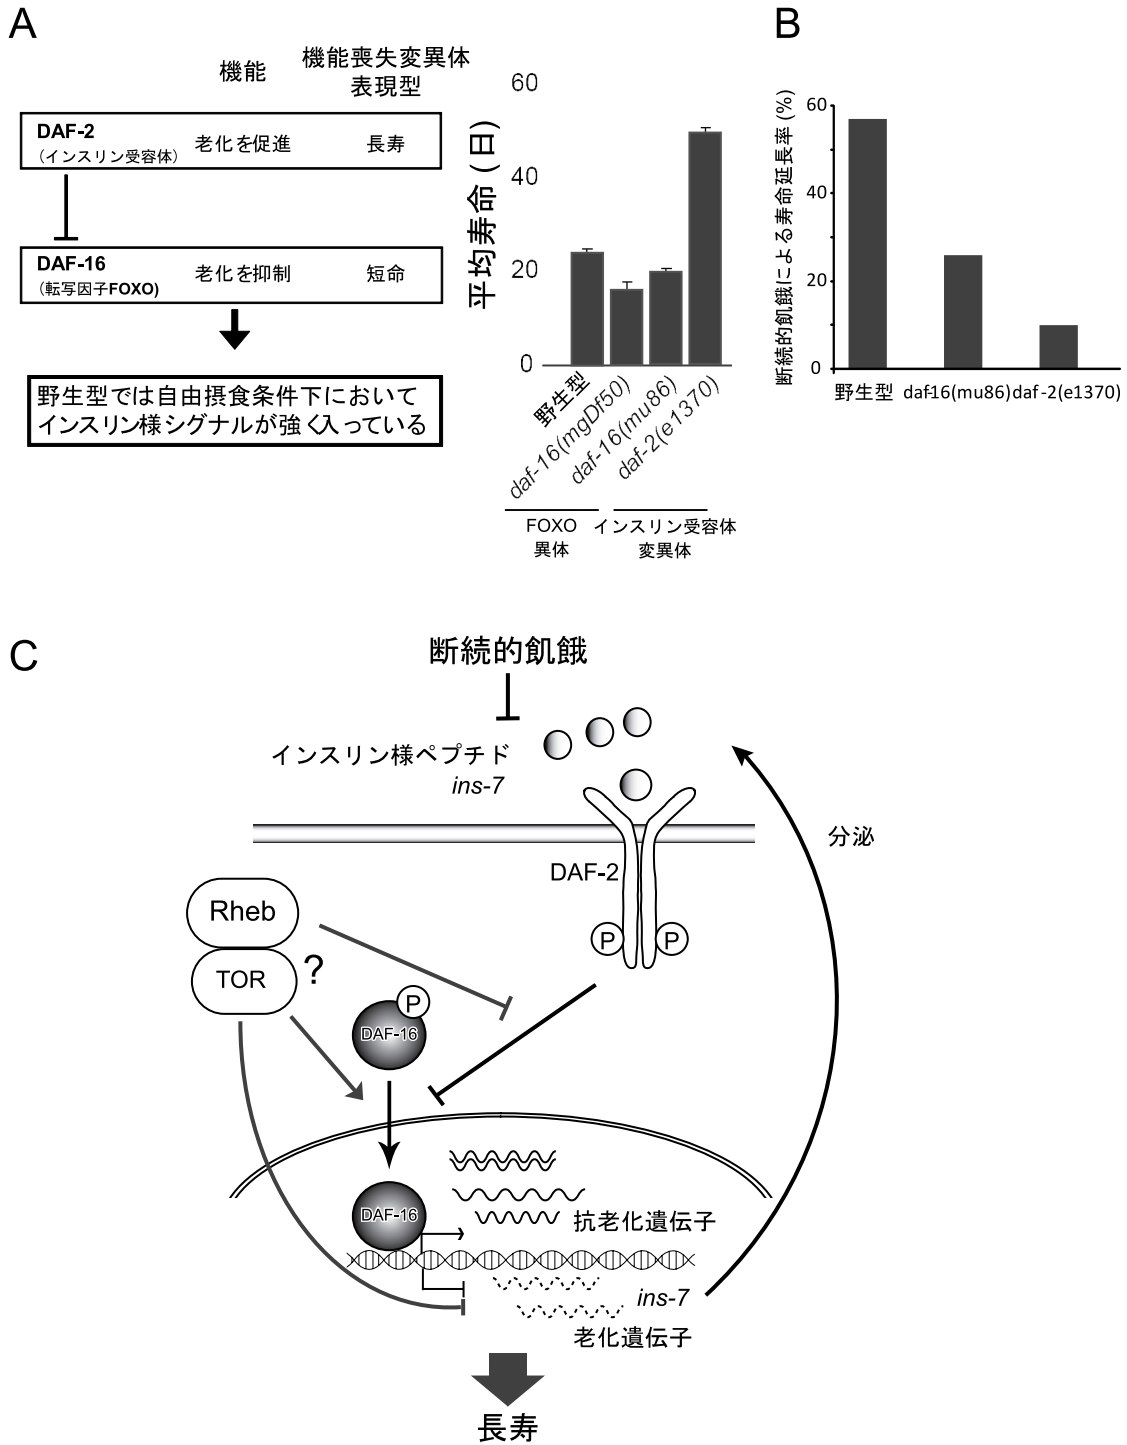 A
機能
機能喪失変異体
表現型
DAF-2
(インスリン受容体)
老化を促進
長寿
DAF-16
(転写因子FOXO)
老化を抑制
短命
野生型では自由摂食条件下において
インスリン様シグナルが強く入っている
平均寿命 (日)
60
40
20
0
野生型
daf-16(mgDf50)
daf-16(mu86)
daf-2(e1370)
FOXO
異体
インスリン受容体
変異体
B
断続的飢餓による寿命延長率 (%)
60
40
20
0
野生型
daf16(mu86)
daf-2(e1370)
C
断続的飢餓
インスリン様ペプチド
ins-7
分泌
DAF-2
Rheb
P
P
TOR
?
P
DAF-16
DAF-16
抗老化遺伝子
ins-7
老化遺伝子
長寿